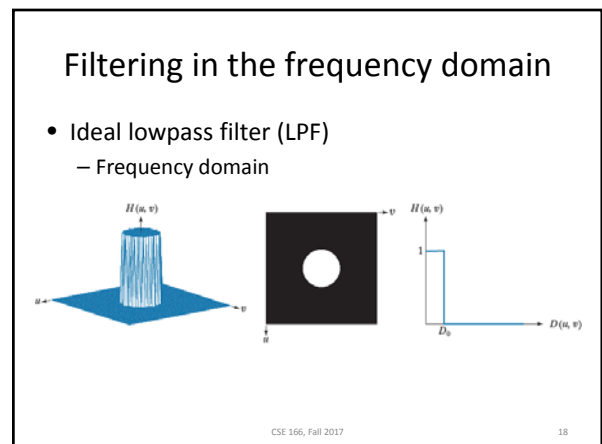 Filtering in the frequency domain
• Ideal lowpass filter (LPF)
– Frequency domain
H(u, v)
u
v
v
u
H(u, v)
1
D₀
D(u, v)
CSE 166, Fall 2017
18